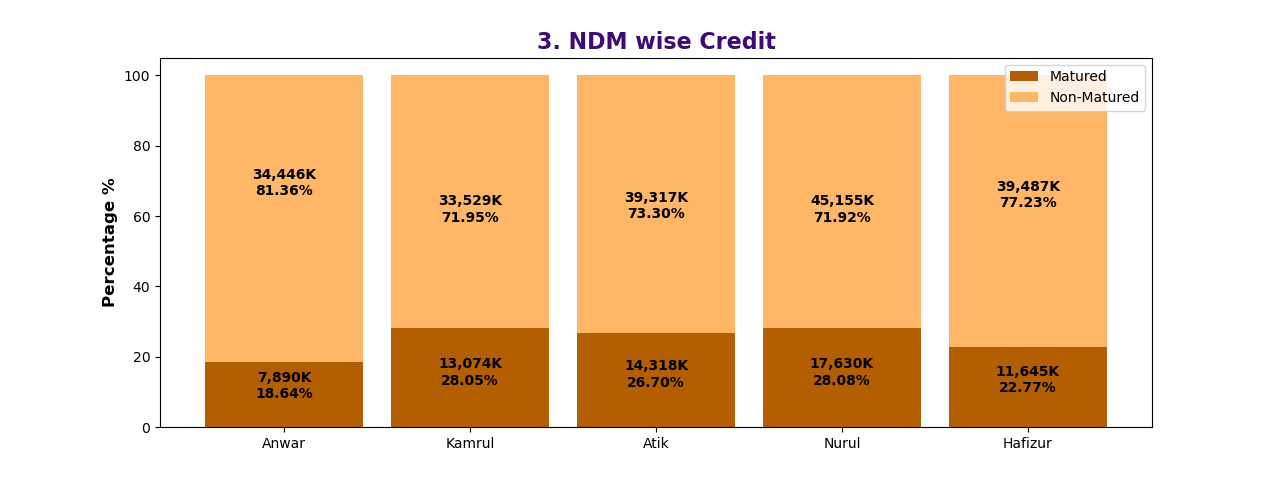 3. NDM wise Credit
Matured
Non-Matured
Percentage %
100
80
60
40
20
0
34,446K
81.36%
33,529K
71.95%
39,317K
73.30%
45,155K
71.92%
39,487K
77.23%
7,890K
18.64%
13,074K
28.05%
14,318K
26.70%
17,630K
28.08%
11,645K
22.77%
Anwar
Kamrul
Atik
Nurul
Hafizur